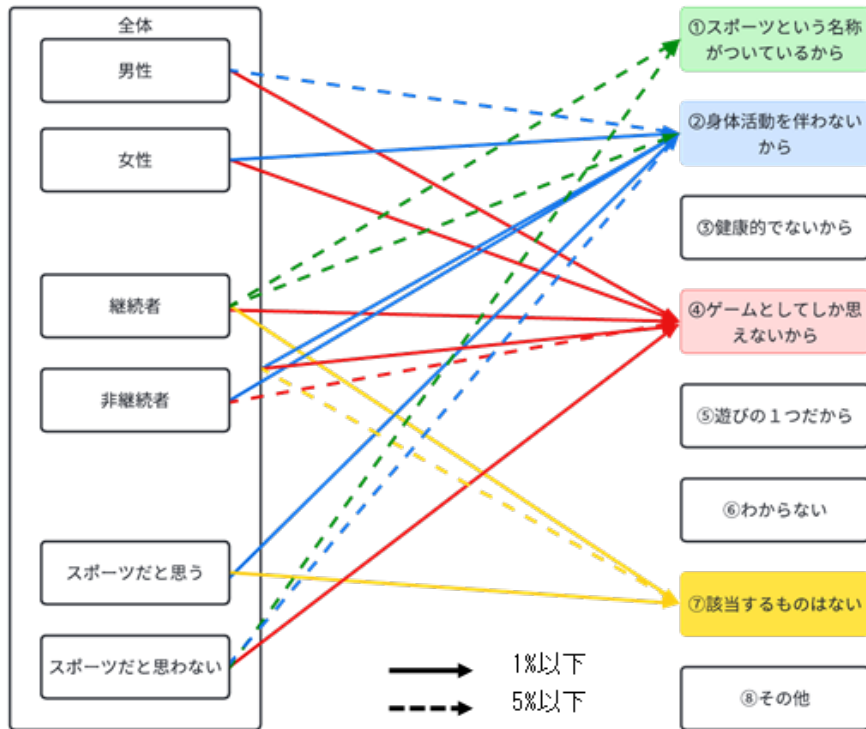 全体
男性
女性
継続者
非継続者
スポーツだと思う
スポーツだと思わない
①スポーツという名称
がついているから
②身体活動を伴わない
から
③健康的でないから
④ゲームとしてしか思
えないから
⑤遊びの１つだから
⑥わからない
⑦該当するものはない
⑧その他
1%以下
5%以下